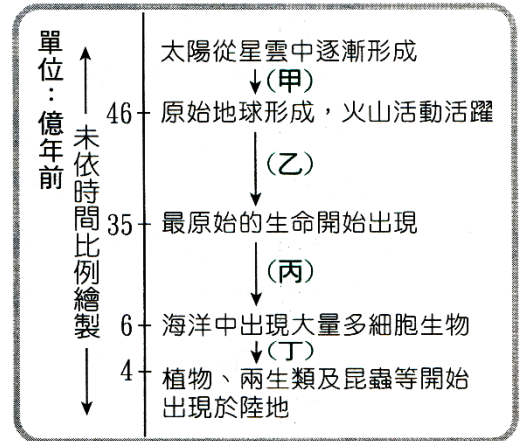 單位：億年前
未依時間比例繪製
太陽從星雲中逐漸形成
(甲)
46 原始地球形成，火山活動活躍
(乙)
35 最原始的生命開始出現
(丙)
6 海洋中出現大量多細胞生物
(丁)
4 植物、兩生類及昆蟲等開始
出現於陸地